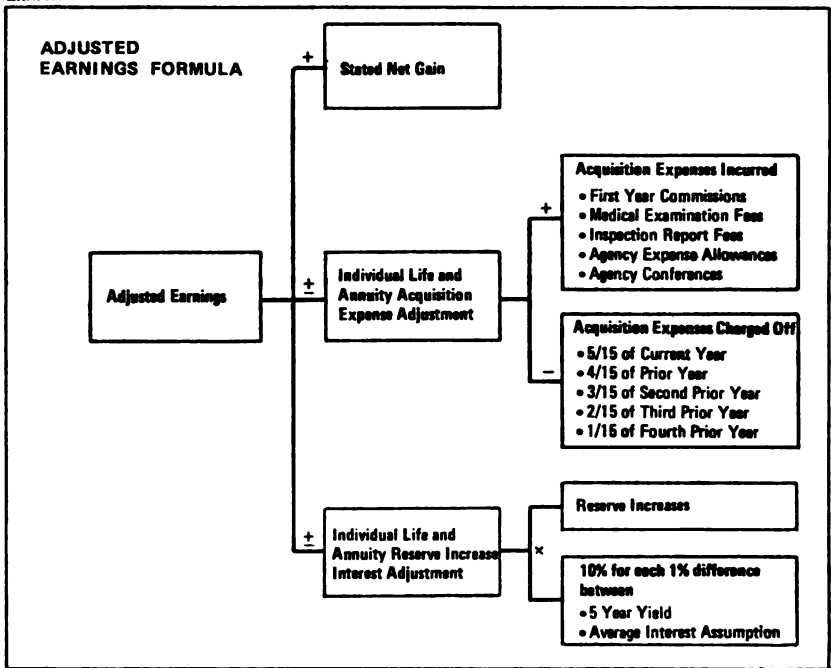 ADJUSTED
EARNINGS FORMULA
+
Stated Net Gain
Acquisition Expenses Incurred
• First Year Commissions
• Medical Examination Fees
• Inspection Report Fees
• Agency Expense Allowances
• Agency Conferences
+
Adjusted Earnings
±
Individual Life and
Annuity Acquisition
Expense Adjustment
Acquisition Expenses Charged Off
• 5/15 of Current Year
• 4/15 of Prior Year
• 3/15 of Second Prior Year
• 2/15 of Third Prior Year
• 1/15 of Fourth Prior Year
−
Reserve Increases
±
Individual Life and
Annuity Reserve Increase
Interest Adjustment
×
10% for each 1% difference
between
• 5 Year Yield
• Average Interest Assumption